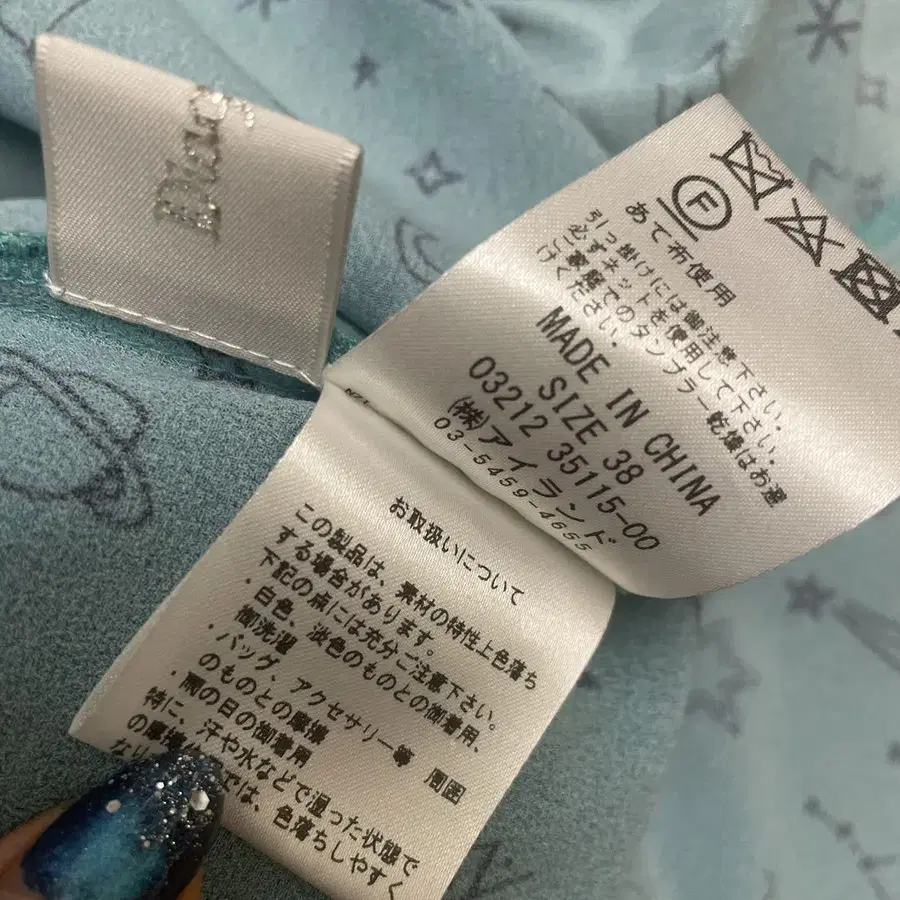 F
あて布使用
引っ掛けには御注意下さい。
必ずネットを使用して下さい。
ご家庭でのタンブラー乾燥はお避
けください。
MADE IN CHINA
SIZE 38
03212 35115-00
(株)アイランド
03-5459-4655
お取扱いについて
この製品は、素材の特性上色落ち
する場合があります。
下記の点には充分ご注意下さい。
・白色、淡色のものとの御着用、
御洗濯
・バッグ、アクセサリー等 周囲
のものとの摩擦
・雨の日の御着用
特に、汗や水などで湿った状態で
の摩擦
なり
では、色落ちしやすく